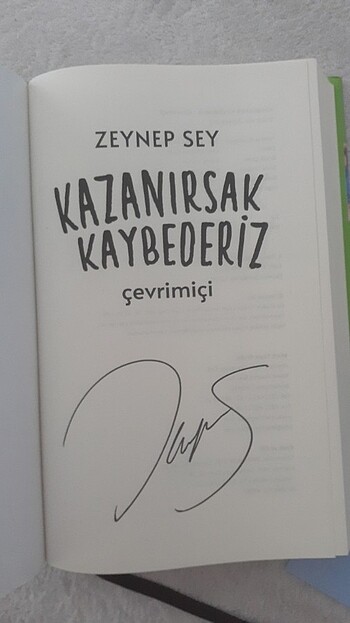 ZEYNEP SEY
KAZANIRSAK
KAYBEDERİZ
çevrimiçi